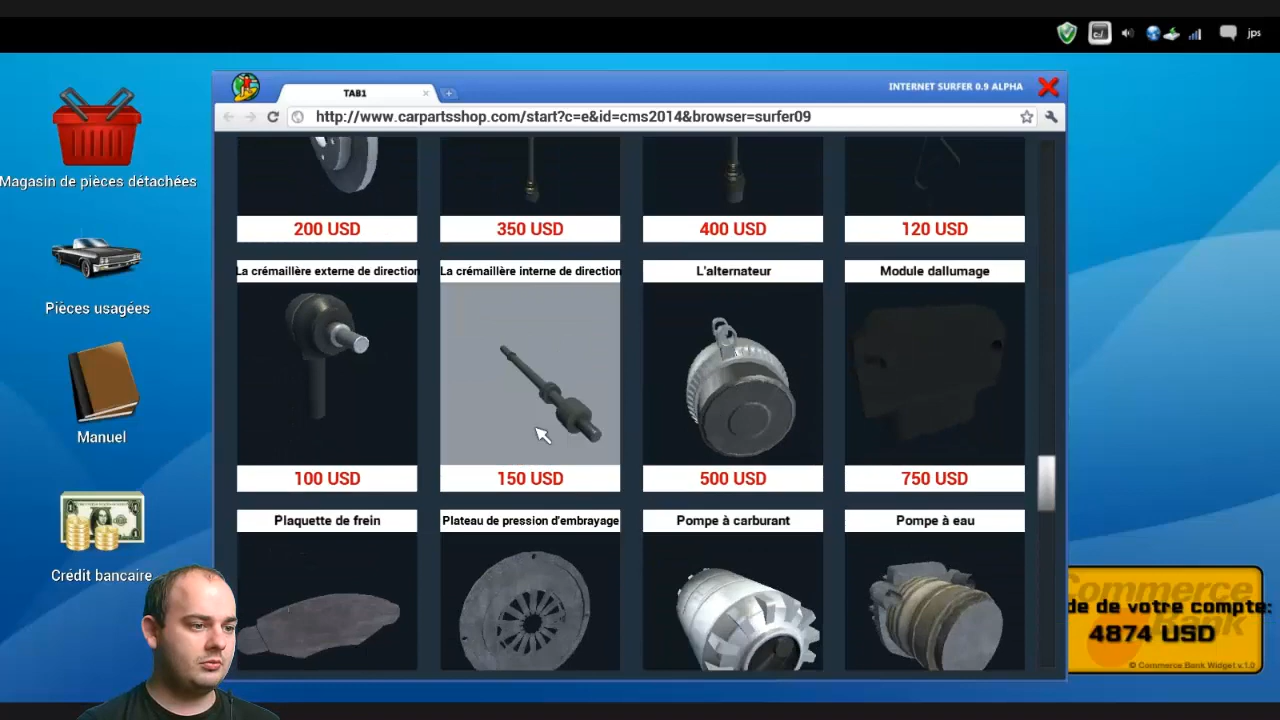 jps
INTERNET SURFER 0.9 ALPHA
TAB1
http://www.carpartsshop.com/start?c=e&id=cms2014&browser=surfer09
Magasin de pièces détachées
Pièces usagées
Manuel
Crédit bancaire
200 USD
350 USD
400 USD
120 USD
La crémaillère externe de direction
La crémaillère interne de direction
L'alternateur
Module dallumage
100 USD
150 USD
500 USD
750 USD
Plaquette de frein
Plateau de pression d'embrayage
Pompe à carburant
Pompe à eau
Commerce
Bank
de de votre compte:
4874 USD
© Commerce Bank Widget v.1.0